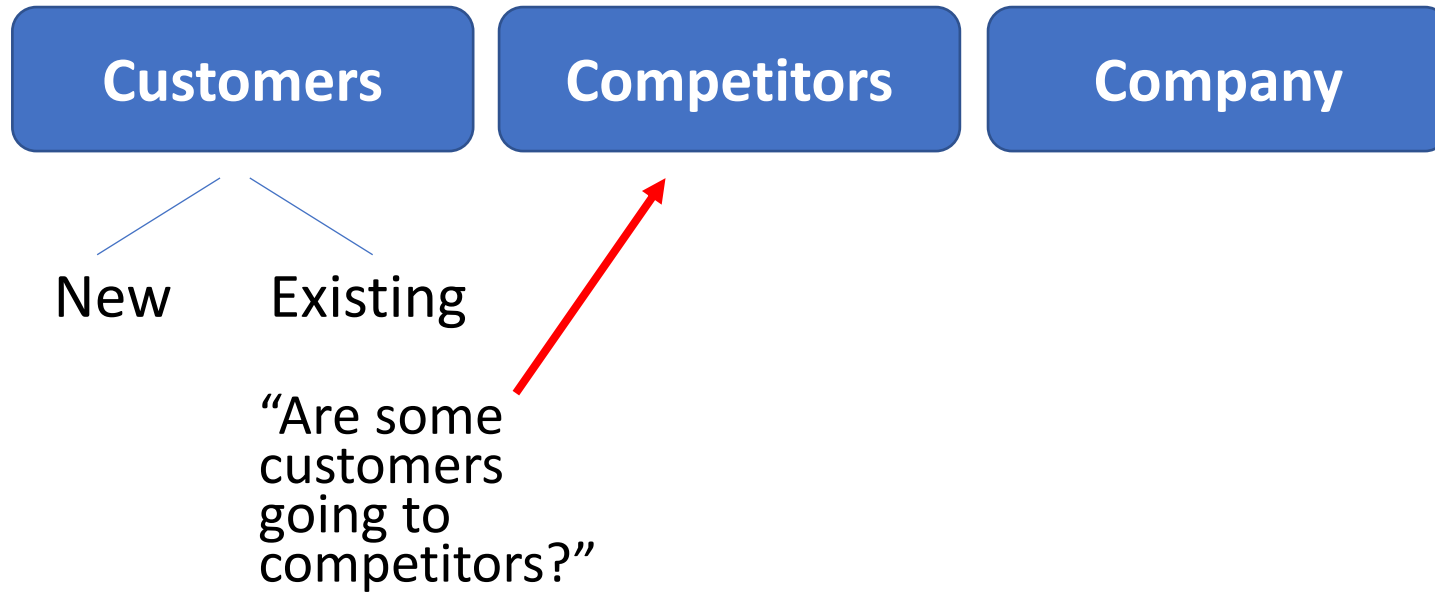 Customers
Competitors
Company
New
Existing
“Are some
customers
going to
competitors?”